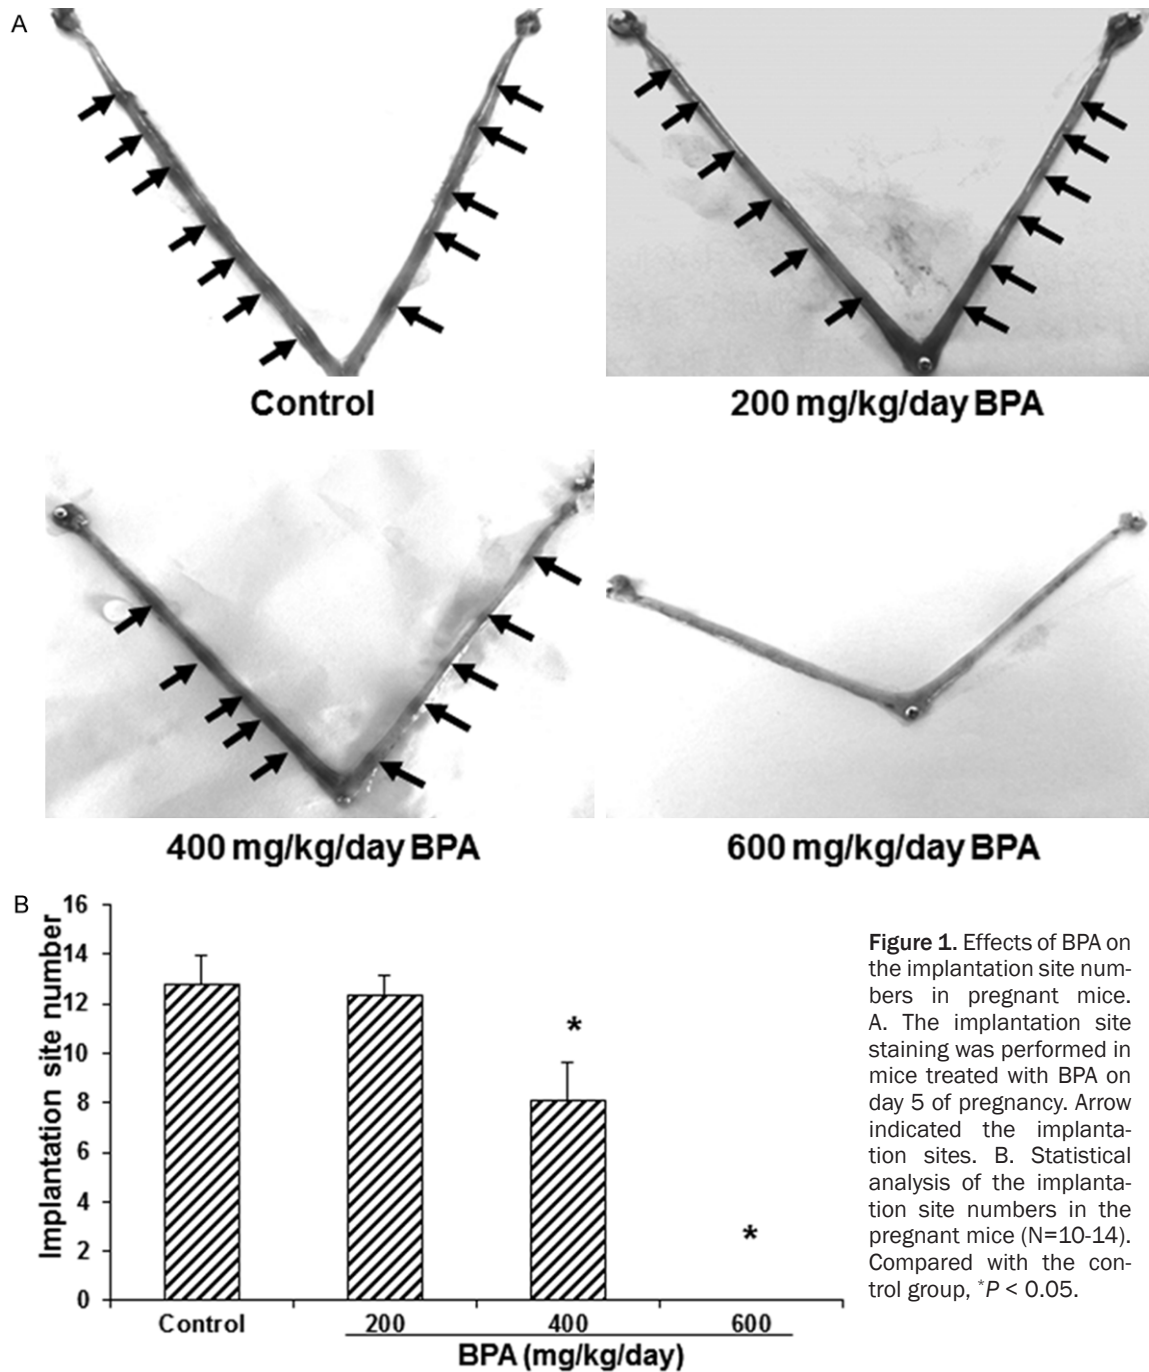 A
Control
200 mg/kg/day BPA
400 mg/kg/day BPA
600 mg/kg/day BPA
B
Implantation site number
16
14
12
10
8
6
4
2
0
*
*
Control
200
400
600
BPA (mg/kg/day)
Figure 1. Effects of BPA on
the implantation site num-
bers in pregnant mice.
A. The implantation site
staining was performed in
mice treated with BPA on
day 5 of pregnancy. Arrow
indicated the implanta-
tion sites. B. Statistical
analysis of the implanta-
tion site numbers in the
pregnant mice (N=10-14).
Compared with the con-
trol group, *P < 0.05.